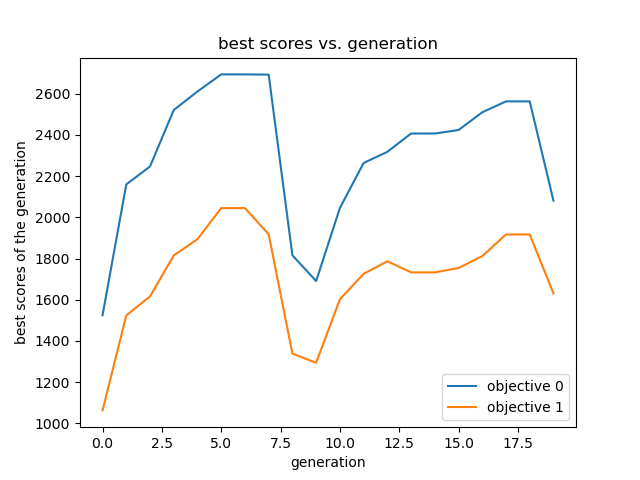 best scores vs. generation
best scores of the generation
2600
2400
2200
2000
1800
1600
1400
1200
1000
objective 0
objective 1
0.0 2.5 5.0 7.5 10.0 12.5 15.0 17.5
generation